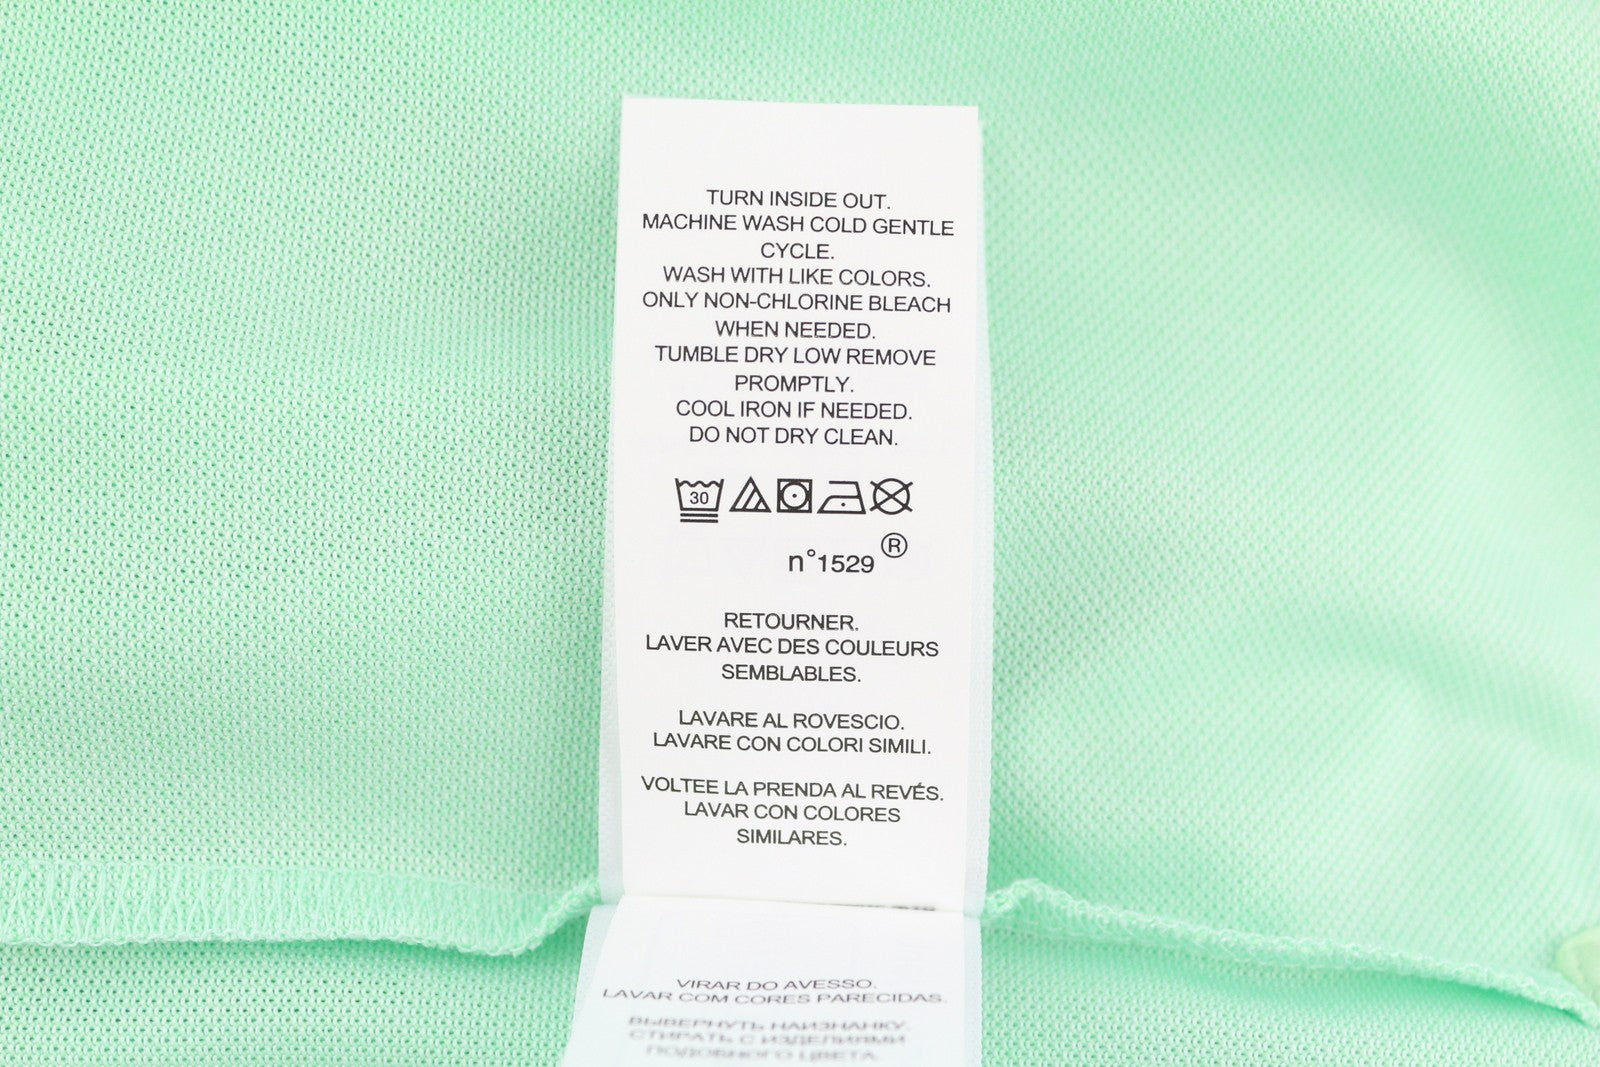 TURN INSIDE OUT.
MACHINE WASH COLD GENTLE
CYCLE.
WASH WITH LIKE COLORS.
ONLY NON-CHLORINE BLEACH
WHEN NEEDED.
TUMBLE DRY LOW REMOVE
PROMPTLY.
COOL IRON IF NEEDED.
DO NOT DRY CLEAN.
30
n°1529 ®
RETOURNER.
LAVER AVEC DES COULEURS
SEMBLABLES.
LAVARE AL ROVESCIO.
LAVARE CON COLORI SIMILI.
VOLTEE LA PRENDA AL REVÉS.
LAVAR CON COLORES
SIMILARES.
VIRAR DO AVESSO.
LAVAR COM CORES PARECIDAS.
ВЫВЕРНУТЬ НАИЗНАНКУ.
СТИРАТЬ С ИЗДЕЛИЯМИ
ПОДОБНОГО ЦВЕТА.